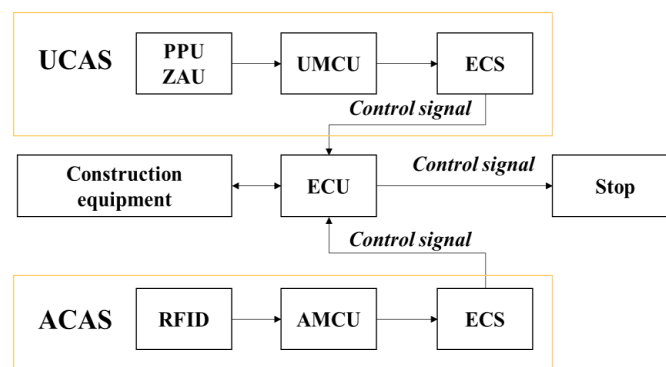 UCAS
PPU
ZAU
UMCU
ECS
Control signal
Construction
equipment
ECU
Control signal
Stop
Control signal
ACAS
RFID
AMCU
ECS